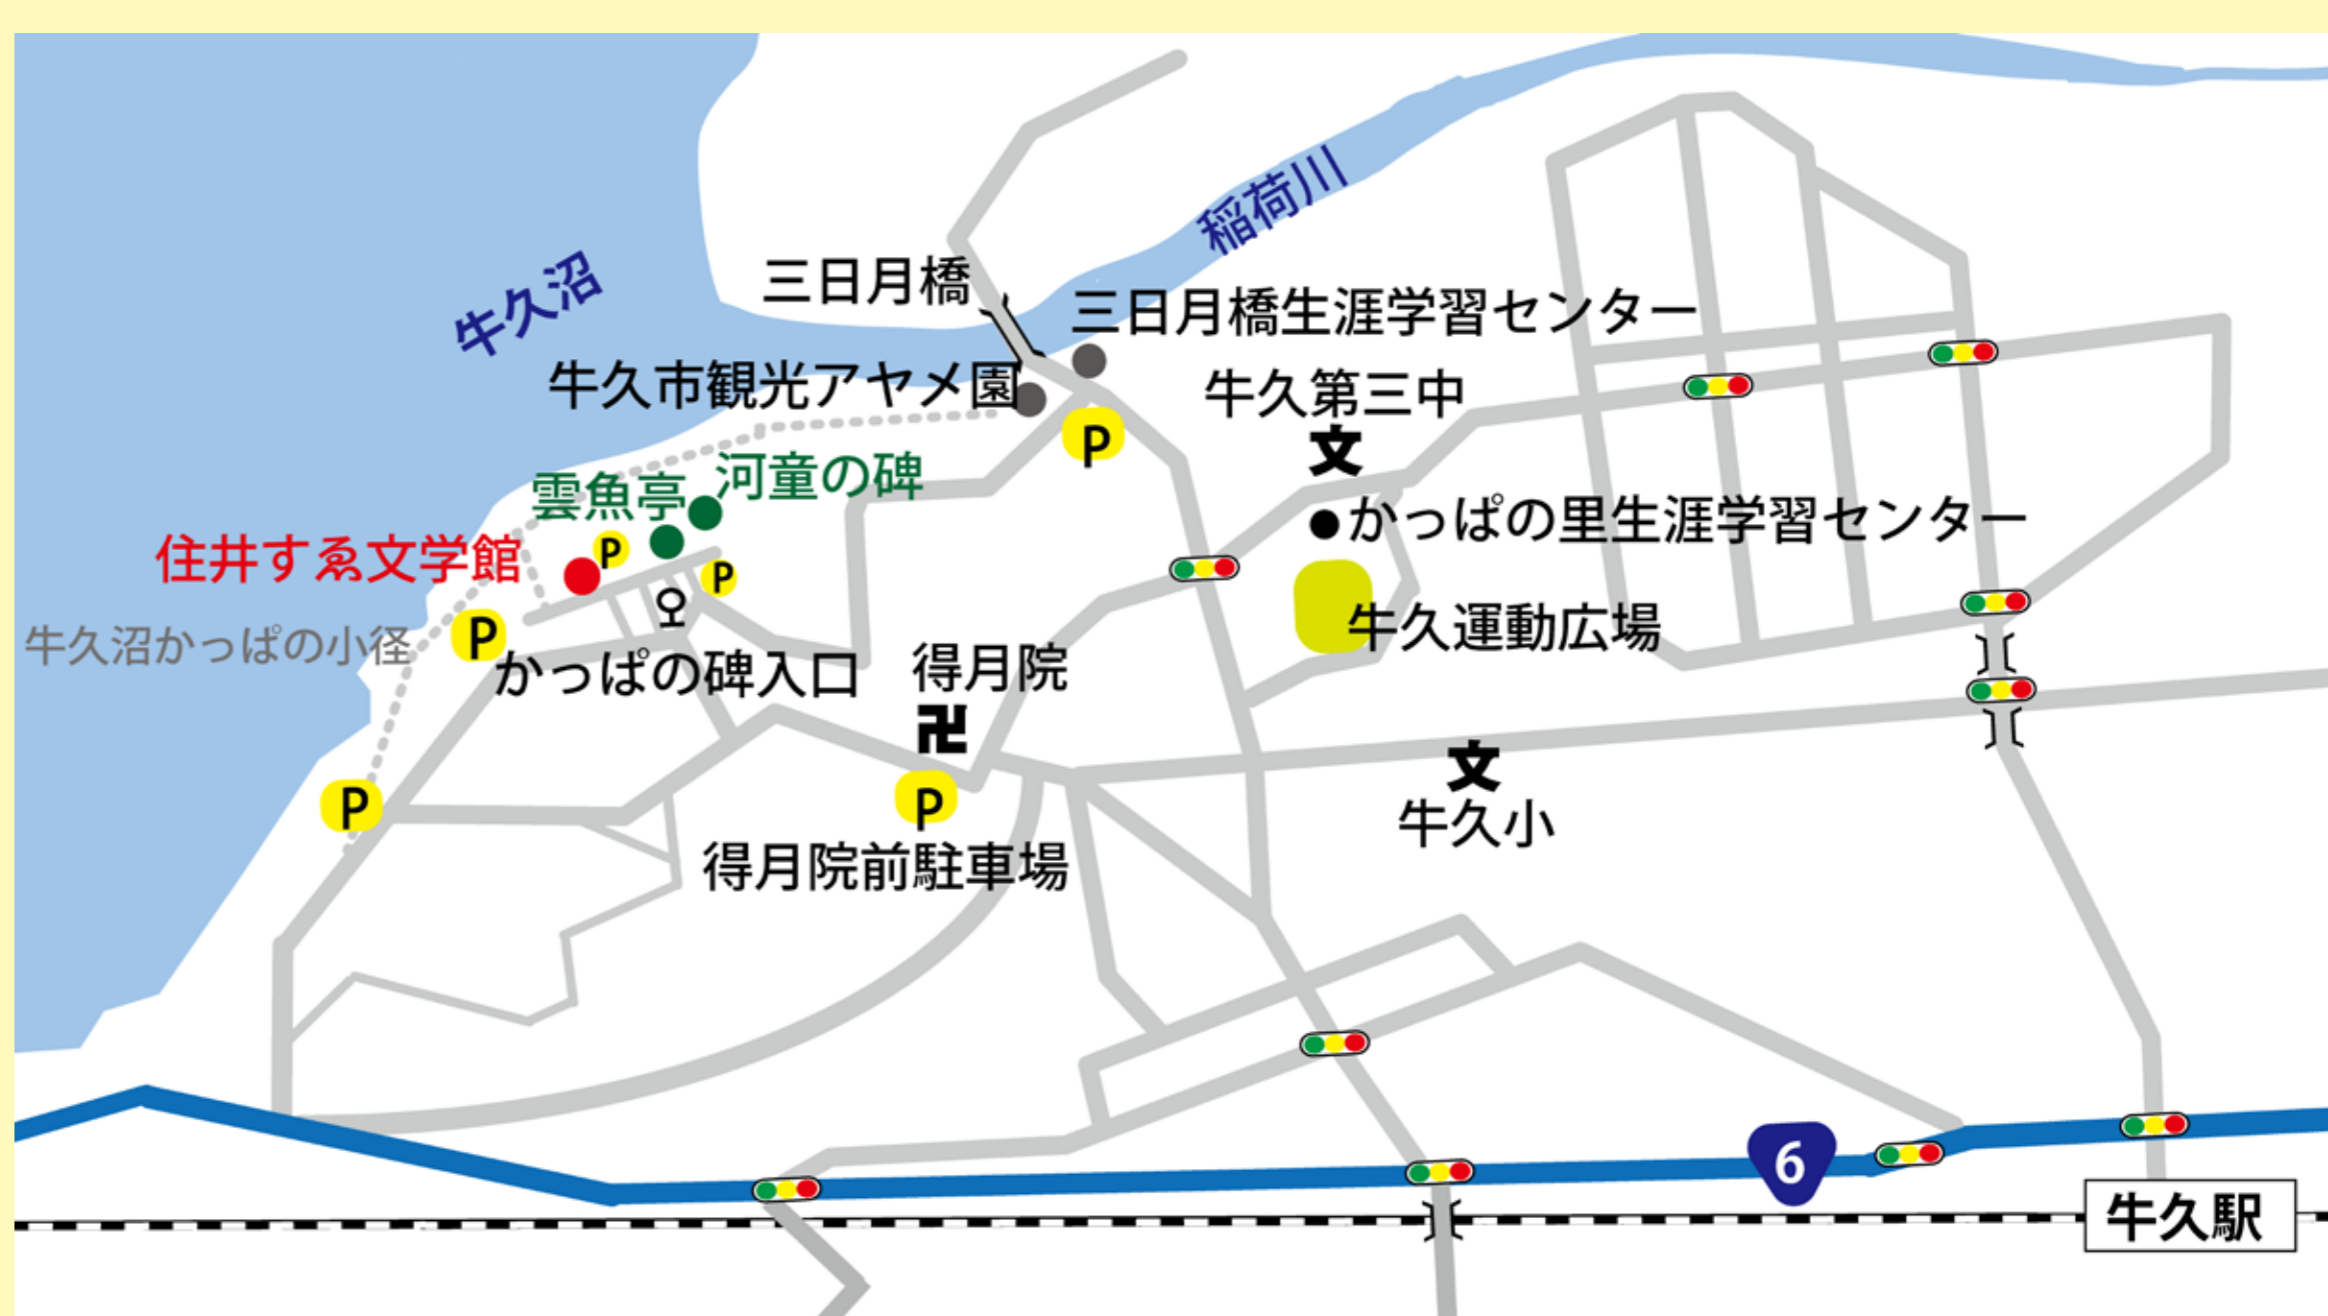 稲荷川
牛久沼
三日月橋
三日月橋生涯学習センター
牛久市観光アヤメ園
牛久第三中
文
P
河童の碑
雲魚亭
かっぱの里生涯学習センター
住井すゑ文学館
P
P
牛久沼かっぱの小径
P
かっぱの碑入口
牛久運動広場
得月院
卍
文
牛久小
P
P
得月院前駐車場
6
牛久駅